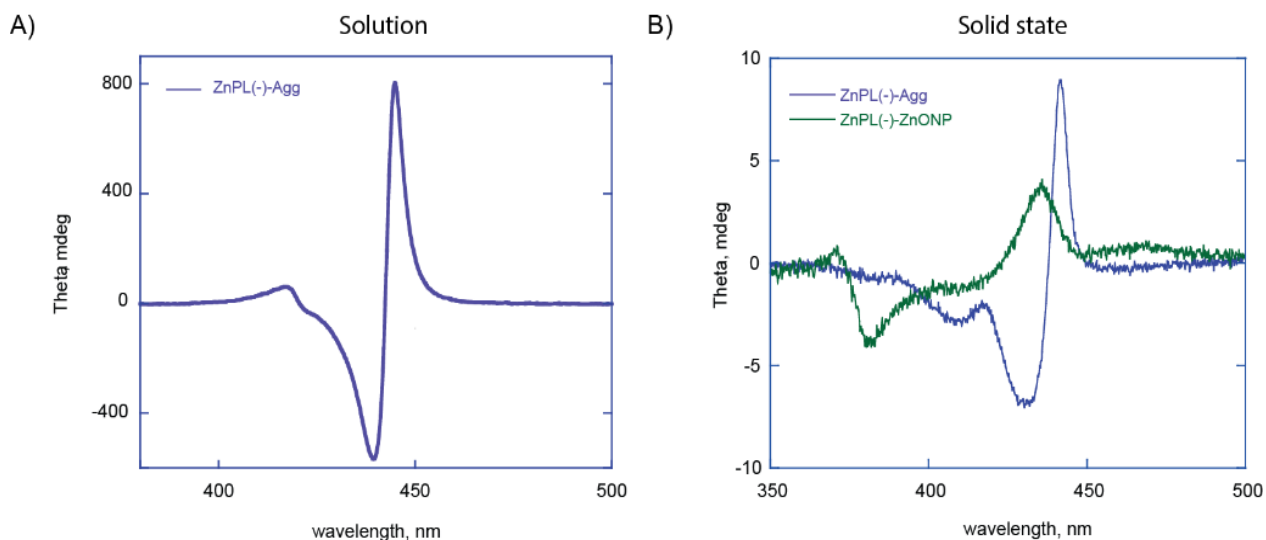 A)
Solution
ZnPL(-)-Agg
800
400
0
-400
Theta mdeg
400
450
500
wavelength, nm
B)
Solid state
ZnPL(-)-Agg
ZnPL(-)-ZnONP
10
5
0
-5
-10
Theta, mdeg
350
400
450
500
wavelength, nm